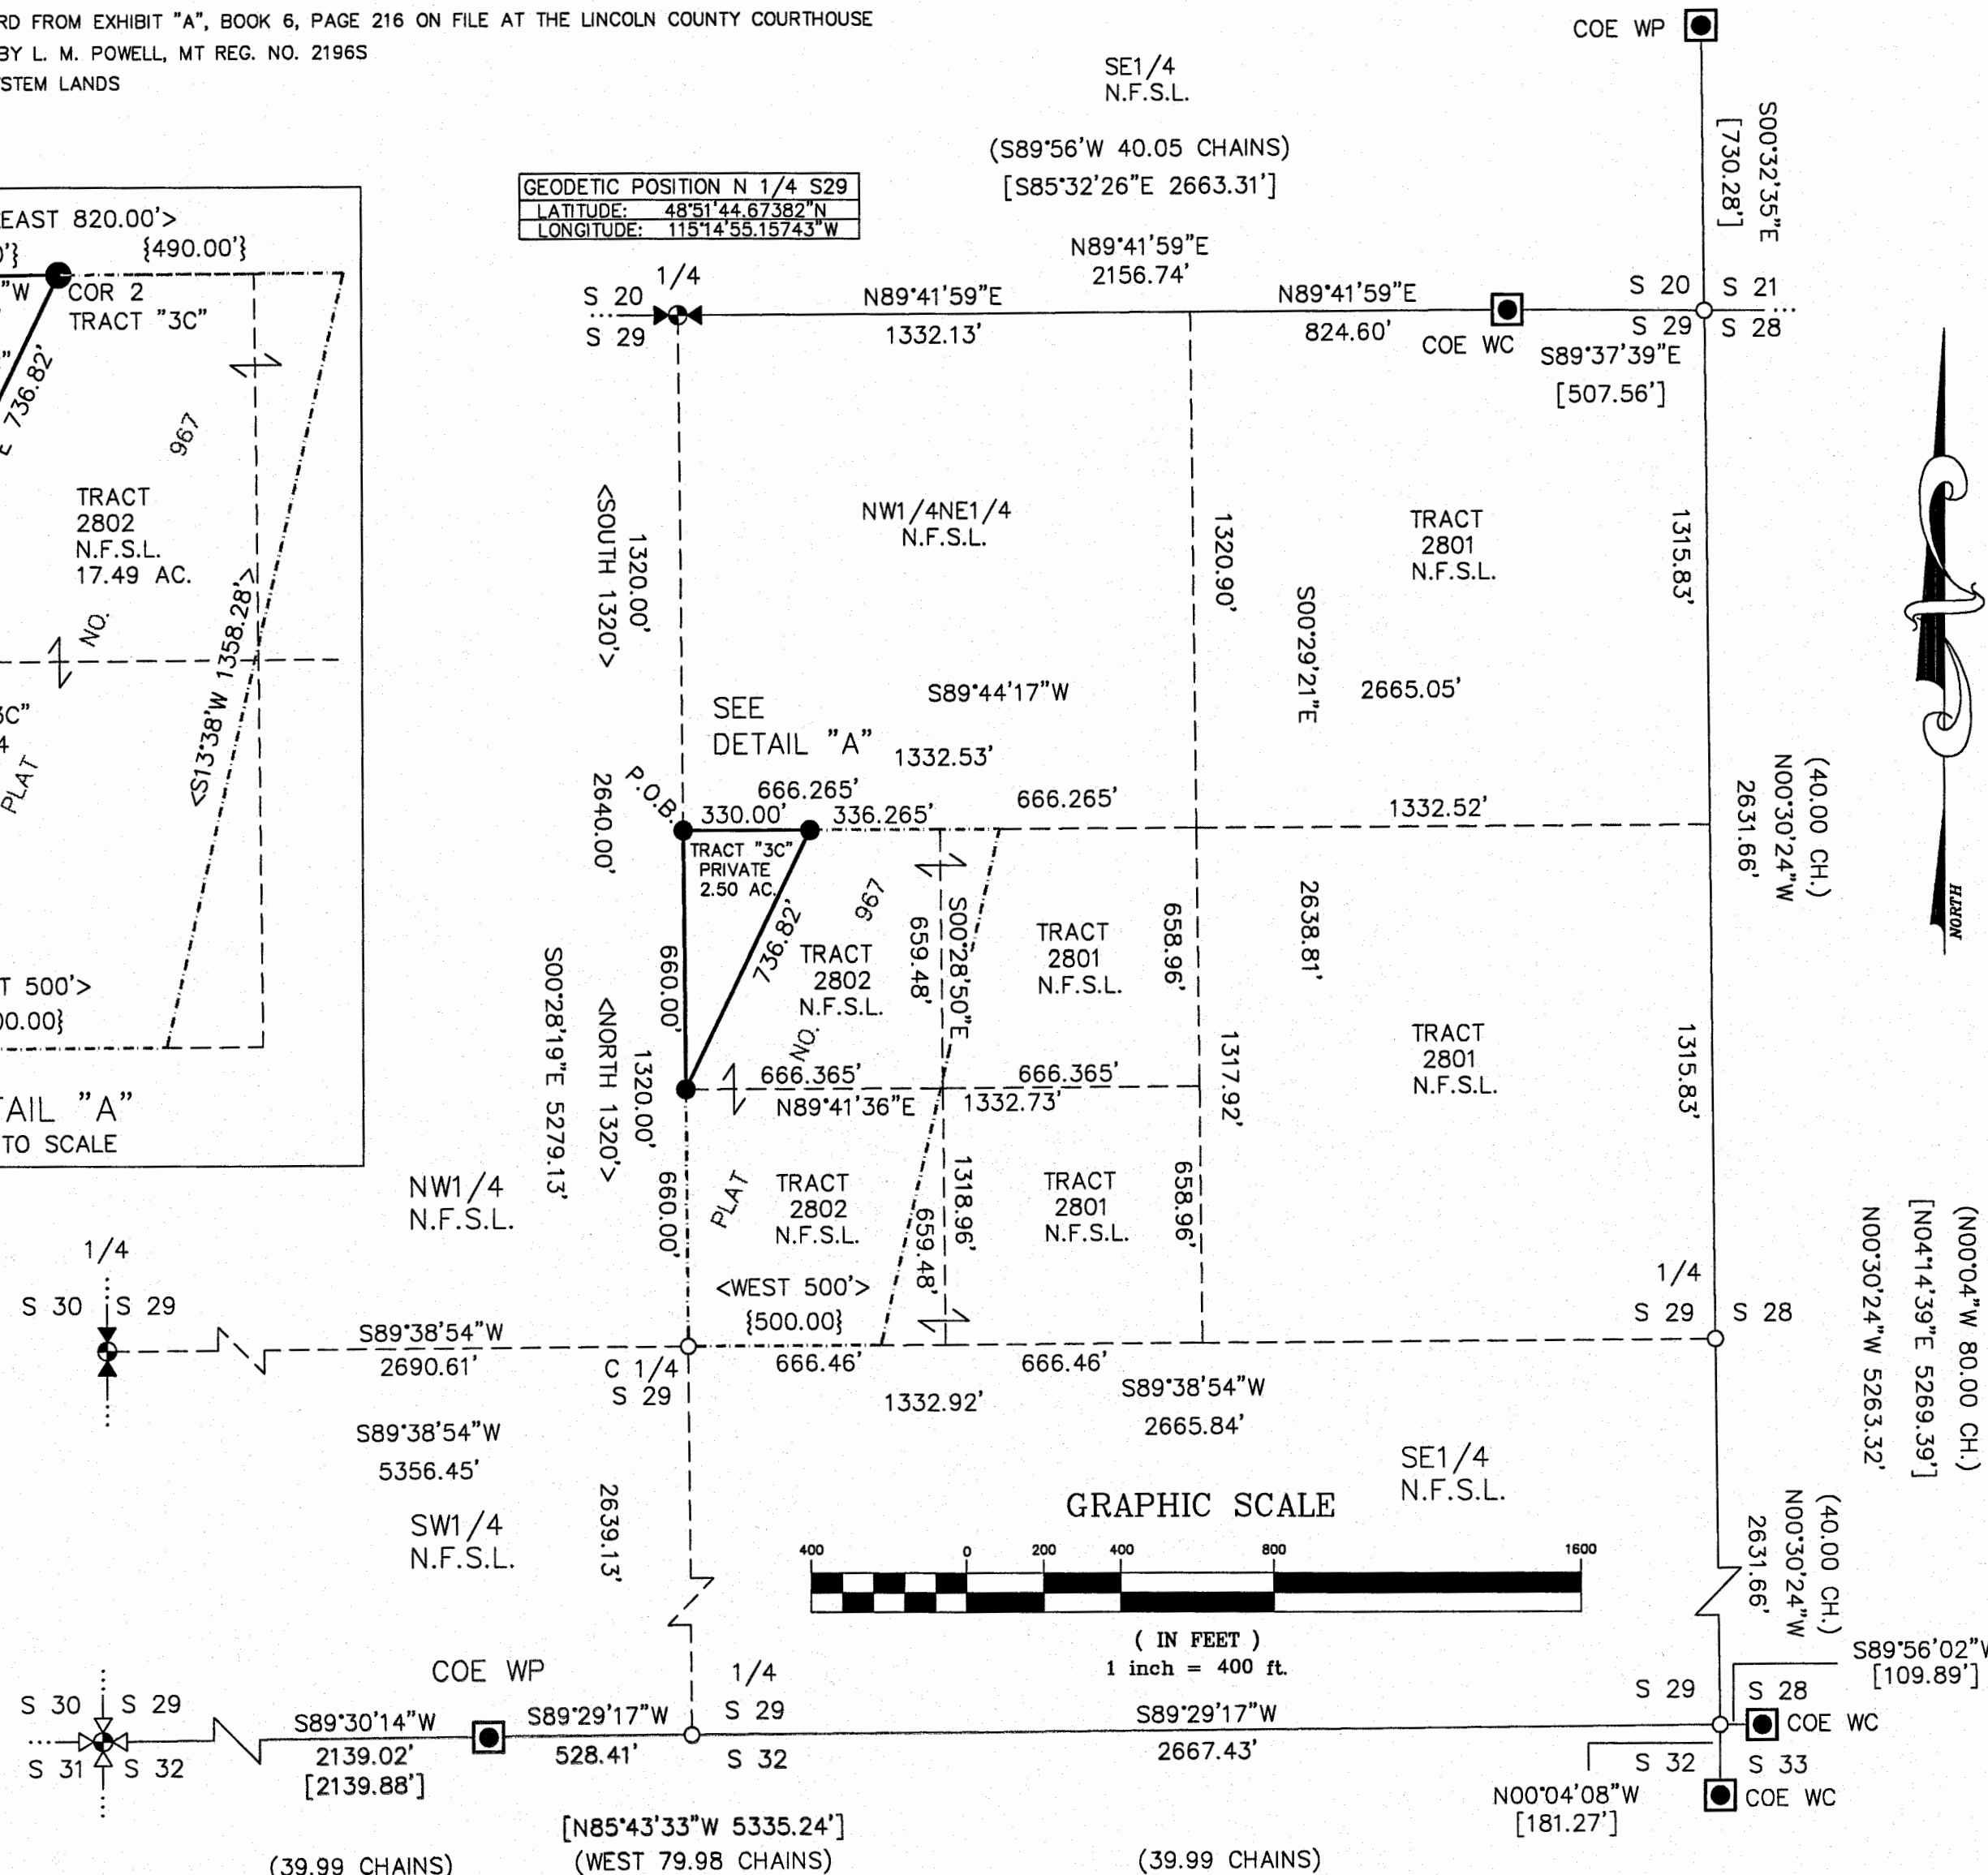 RD FROM EXHIBIT "A", BOOK 6, PAGE 216 ON FILE AT THE LINCOLN COUNTY COURTHOUSE
BY L. M. POWELL, MT REG. NO. 2196S
STEM LANDS
COE WP
SE1/4
N.F.S.L.
(S89°56'W 40.05 CHAINS)
[S85°32'26"E 2663.31']
S00°32'35"E
[730.28']
GEODETIC POSITION N 1/4 S29
LATITUDE: 48°51'44.67382"N
LONGITUDE: 115°14'55.15743"W
EAST 820.00'>
0'}
{490.00'}
"W
COR 2
TRACT "3C"
736.82'
967
TRACT
2802
N.F.S.L.
17.49 AC.
NO.
<S13°38'W 1358.28'>
3C"
4
PLAT
T 500'>
00.00}
TAIL "A"
TO SCALE
1/4
S 20
S 29
N89°41'59"E
2156.74'
N89°41'59"E
1332.13'
N89°41'59"E
824.60'
COE WC
S 20
S 21
S 29
S 28
S89°37'39"E
[507.56']
<SOUTH 1320'>
1320.00'
NW1/4NE1/4
N.F.S.L.
1320.90'
TRACT
2801
N.F.S.L.
1315.83'
S00°29'21"E
2638.81'
S89°44'17"W
2665.05'
SEE
DETAIL "A"
1332.53'
P.O.B.
666.265'
330.00'
336.265'
666.265'
1332.52'
(40.00 CH.)
N00°30'24"W
2631.66'
NORTH
2640.00'
TRACT "3C"
PRIVATE
2.50 AC.
660.00'
736.82'
967
TRACT
2802
N.F.S.L.
NO.
659.48'
S00°28'50"E
TRACT
2801
N.F.S.L.
658.96'
S00°28'19"E 5279.13'
<NORTH 1320'>
1320.00'
666.365'
666.365'
N89°41'36"E
1332.73'
1317.92'
TRACT
2801
N.F.S.L.
1315.83'
NW1/4
N.F.S.L.
660.00'
PLAT
TRACT
2802
N.F.S.L.
659.48'
1318.96'
TRACT
2801
N.F.S.L.
658.96'
<WEST 500'>
{500.00}
1/4
S 30
S 29
S89°38'54"W
2690.61'
C 1/4
S 29
666.46'
666.46'
1332.92'
S89°38'54"W
2665.84'
1/4
S 29
S 28
(N00°04'W 80.00 CH.)
[N04°14'39"E 5269.39']
N00°30'24"W 5263.32'
S89°38'54"W
5356.45'
SW1/4
N.F.S.L.
2639.13'
SE1/4
N.F.S.L.
GRAPHIC SCALE
400 0 200 400 800 1600
( IN FEET )
1 inch = 400 ft.
(40.00 CH.)
N00°30'24"W
2631.66'
COE WP
S 30
S 29
S 31
S 32
S89°30'14"W
2139.02'
[2139.88']
S89°29'17"W
528.41'
1/4
S 29
S 32
S89°29'17"W
2667.43'
S89°56'02"W
[109.89']
S 29
S 28
COE WC
S 32
S 33
COE WC
N00°04'08"W
[181.27']
[N85°43'33"W 5335.24']
(39.99 CHAINS)
(WEST 79.98 CHAINS)
(39.99 CHAINS)